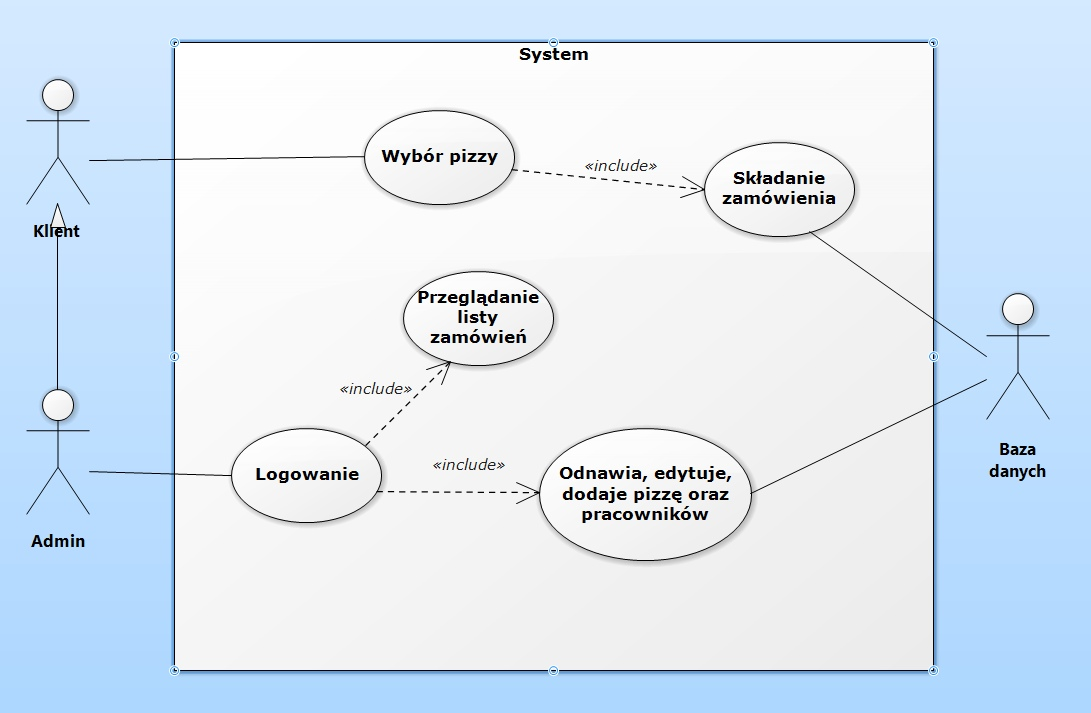 System
Klient
Wybór pizzy
«include»
Składanie
zamówienia
Przeglądanie
listy
zamówień
«include»
Admin
Logowanie
«include»
Odnawia, edytuje,
dodaje pizzę oraz
pracowników
Baza
danych